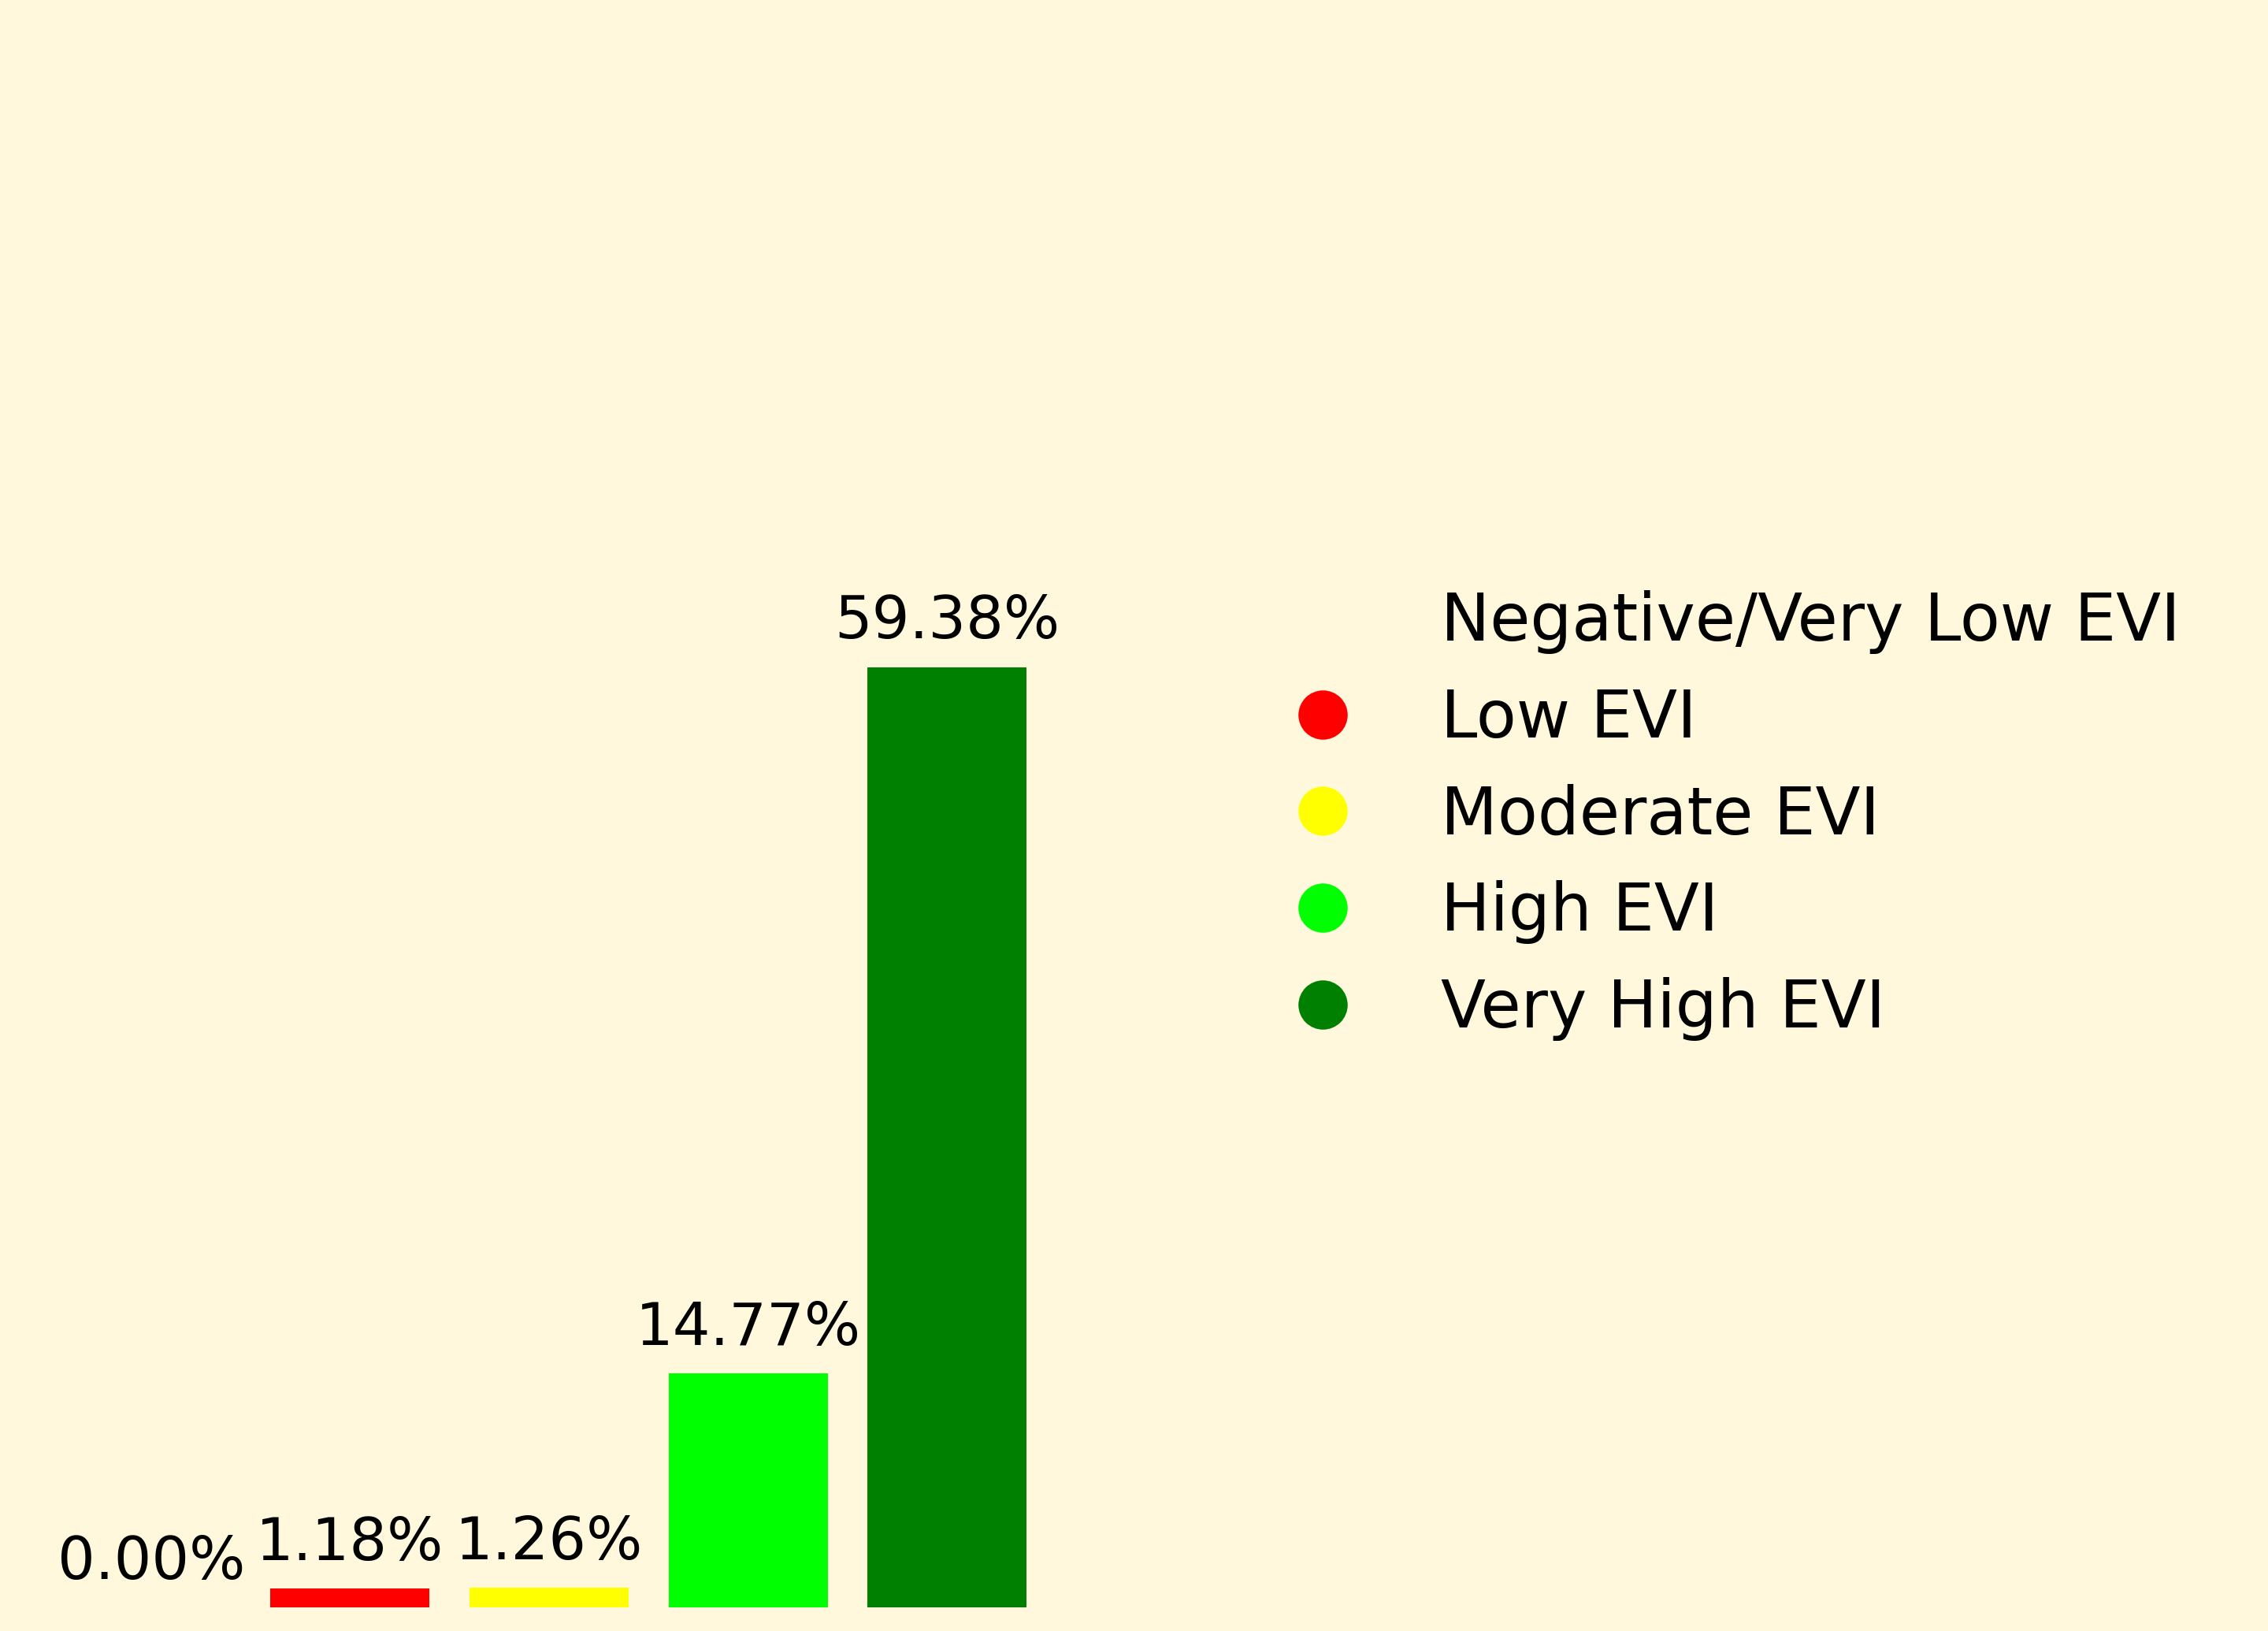 59.38%
14.77%
0.00%
1.18%
1.26%
Negative/Very Low EVI
Low EVI
Moderate EVI
High EVI
Very High EVI